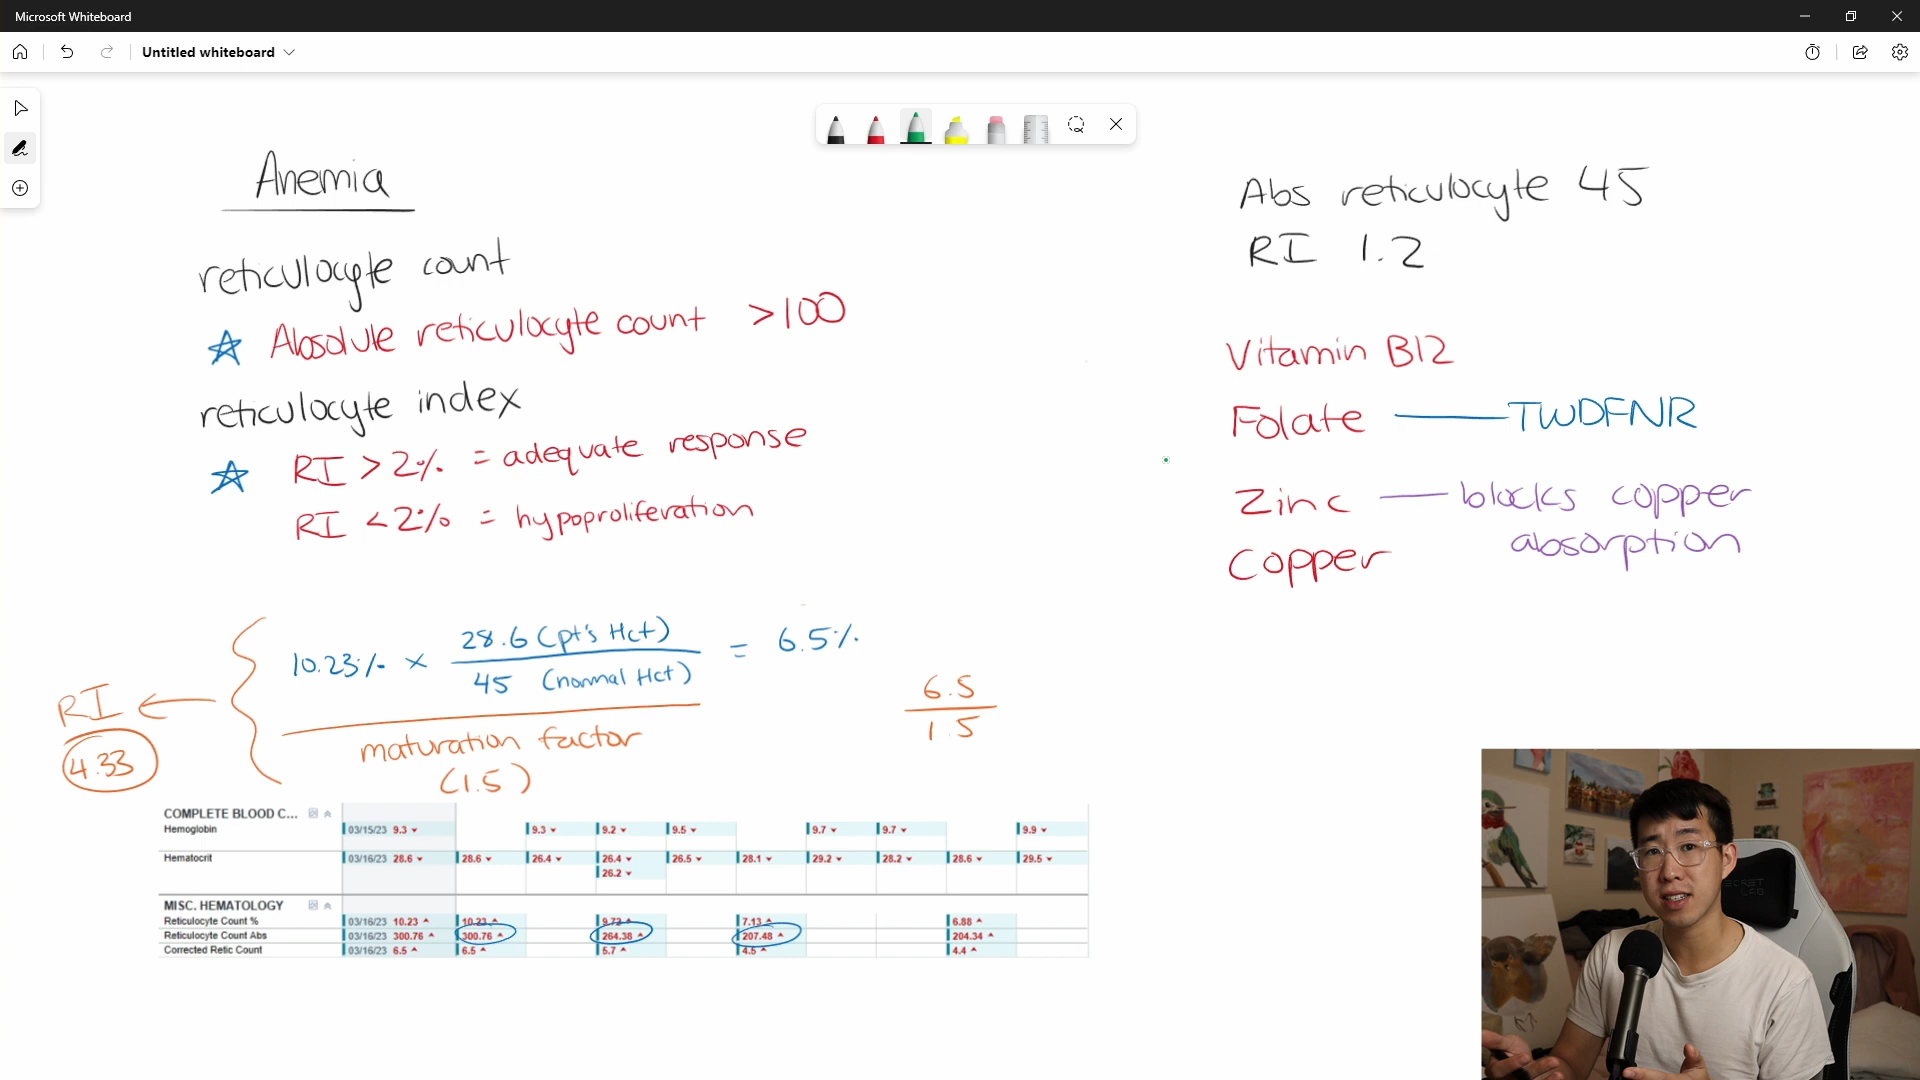 Microsoft Whiteboard
Untitled whiteboard
Anemia
reticulocyte count
Absolute reticulocyte count >100
reticulocyte index
RI >2% = adequate response
RI <2% = hypoproliferation
10.23% × 28.6 (pt's Hct) = 6.5%
45 (normal Hct)
maturation factor
(1.5)
RI
4.33
6.5
1.5
Abs reticulocyte 45
RI 1.2
Vitamin B12
Folate — TWDFNR
Zinc — blocks copper
absorption
Copper
COMPLETE BLOOD C...
Hemoglobin 03/15/23 9.3 9.3 9.2 9.5 9.7 9.7 9.9
Hematocrit 03/16/23 28.6 28.6 26.4 26.4 26.5 28.1 29.2 28.2 28.6 29.5
26.2
MISC. HEMATOLOGY
Reticulocyte Count % 03/16/23 10.23 10.23 9.73 7.13 6.88
Reticulocyte Count Abs 03/16/23 300.76 300.76 264.38 207.48 204.34
Corrected Retic Count 03/16/23 6.5 6.5 5.7 4.5 4.4